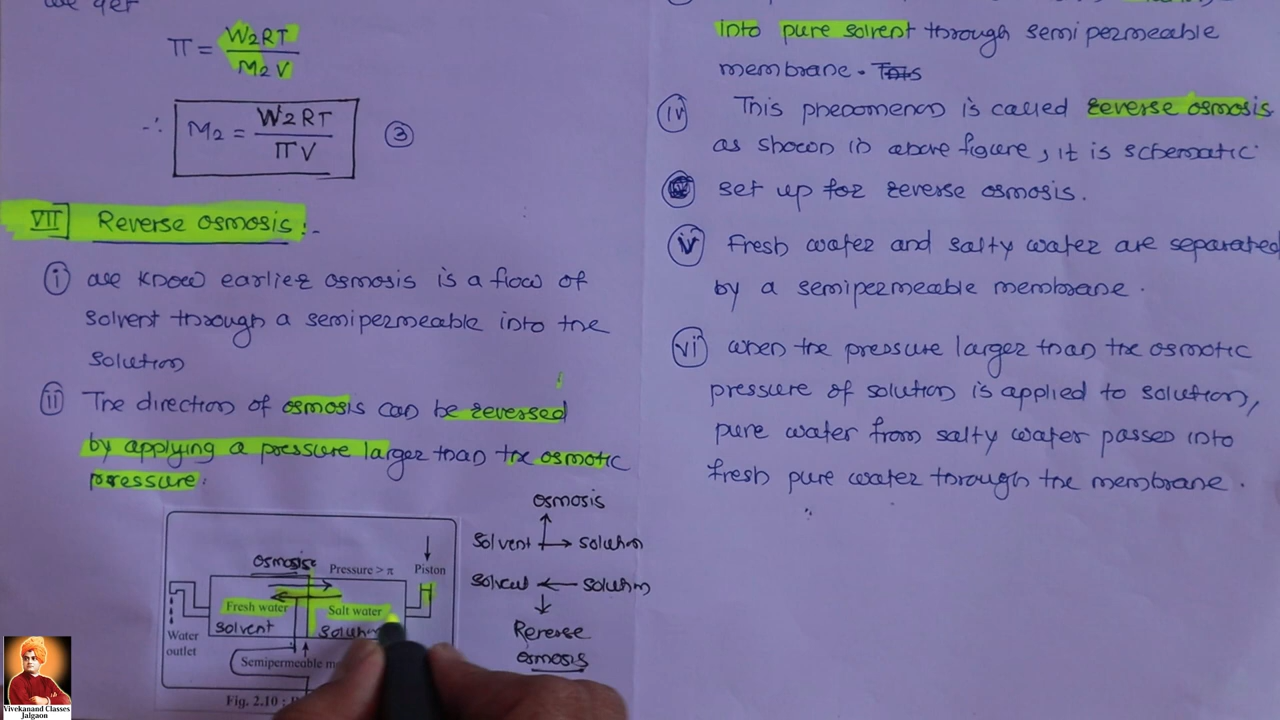 we get
π = W2RT / M2 V
∴ M2 = W2RT / πV ③
VII] Reverse osmosis :-
i) we know earlier osmosis is a flow of
solvent through a semipermeable into the
solution
ii) The direction of osmosis can be reversed
by applying a pressure larger than the osmotic
pressure.
osmosis
solvent → solution
solvent ← solution
Reverse
osmosis
osmosis
Pressure > π
Piston
Fresh water
Salt water
solvent
Water
outlet
Semipermeable
Fig. 2.10 :
into pure solvent through semipermeable
membrane.
iv) This phenomenon is called reverse osmosis
as shown in above figure, it is schematic
set up for reverse osmosis.
v) Fresh water and salty water are separated
by a semipermeable membrane.
vi) when the pressure larger than the osmotic
pressure of solution is applied to solution,
pure water from salty water passed into
fresh pure water through the membrane.
Vivekanand Classes
Jalgaon